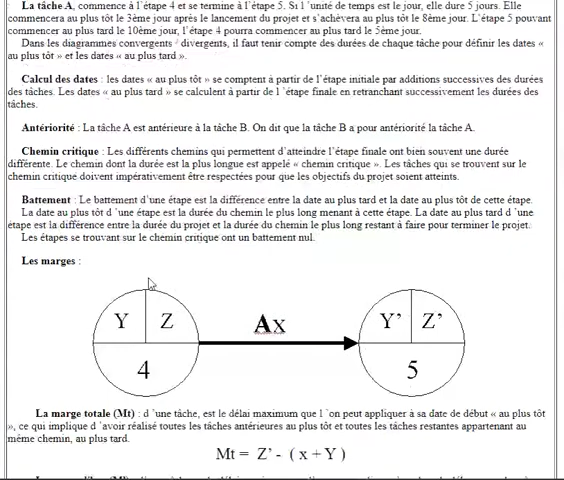 La tâche A, commence à l'étape 4 et se termine à l'étape 5. Si l 'unité de temps est le jour, elle dure 5 jours. Elle
commencera au plus tôt le 3ème jour après le lancement du projet et s'achèvera au plus tôt le 8ème jour. L'étape 5 pouvant
commencer au plus tard le 10ème jour, l'étape 4 pourra commencer au plus tard le 5ème jour.
Dans les diagrammes convergents / divergents, il faut tenir compte des durées de chaque tâche pour définir les dates «
au plus tôt » et les dates « au plus tard ».
Calcul des dates : les dates « au plus tôt » se comptent à partir de l'étape initiale par additions successives des durées
des tâches. Les dates « au plus tard » se calculent à partir de l 'étape finale en retranchant successivement les durées des
tâches.
Antériorité : La tâche A est antérieure à la tâche B. On dit que la tâche B a pour antériorité la tâche A.
Chemin critique : Les différents chemins qui permettent d'atteindre l'étape finale ont bien souvent une durée
différente. Le chemin dont la durée est la plus longue est appelé « chemin critique ». Les tâches qui se trouvent sur le
chemin critique doivent impérativement être respectées pour que les objectifs du projet soient atteints.
Battement : Le battement d'une étape est la différence entre la date au plus tard et la date au plus tôt de cette étape.
La date au plus tôt d 'une étape est la durée du chemin le plus long menant à cette étape. La date au plus tard d 'une
étape est la différence entre la durée du projet et la durée du chemin le plus long restant à faire pour terminer le projet.
Les étapes se trouvant sur le chemin critique ont un battement nul.
Les marges :
Y Z Ax Y' Z'
4 5
La marge totale (Mt) : d 'une tâche, est le délai maximum que l 'on peut appliquer à sa date de début « au plus tôt
», ce qui implique d 'avoir réalisé toutes les tâches antérieures au plus tôt et toutes les tâches restantes appartenant au
même chemin, au plus tard.
Mt = Z' - ( x + Y )